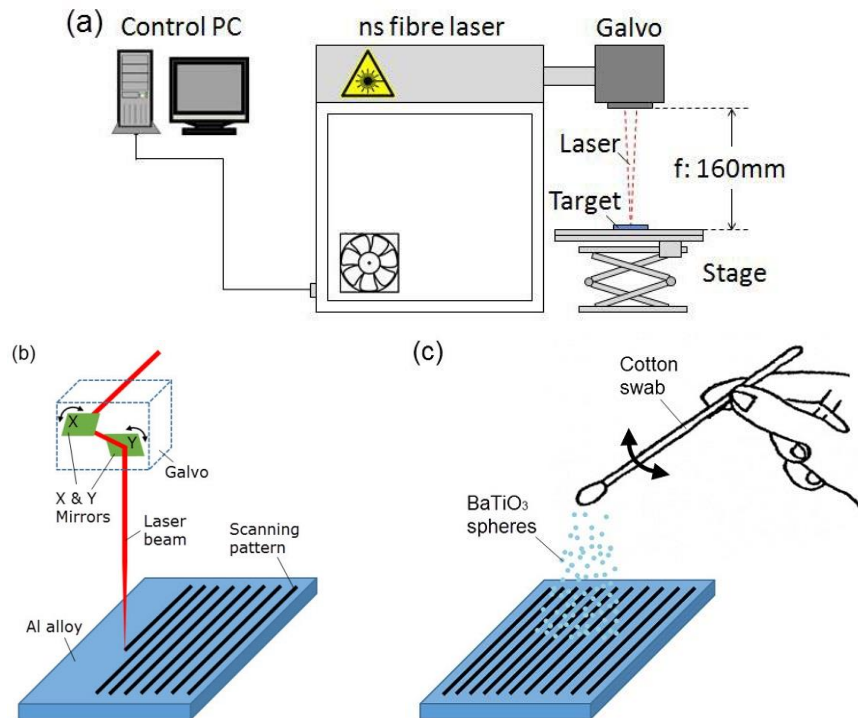 (a)
Control PC
ns fibre laser
Galvo
Laser
f: 160mm
Target
Stage
(b)
X
Y
Galvo
X & Y
Mirrors
Laser
beam
Scanning
pattern
Al alloy
(c)
Cotton
swab
BaTiO₃
spheres